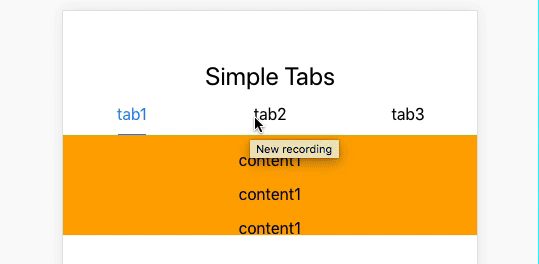 Simple Tabs
tab1 tab2 tab3
New recording
content1
content1
content1